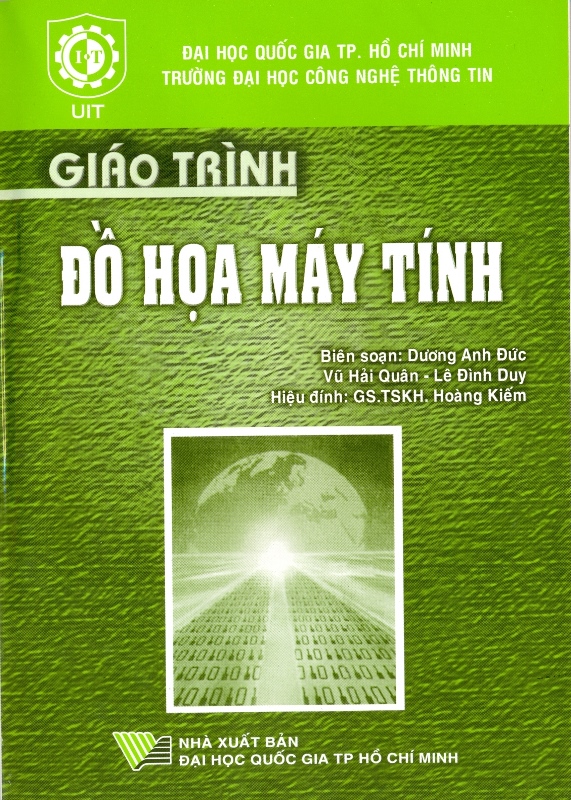 I·T
UIT
ĐẠI HỌC QUỐC GIA TP. HỒ CHÍ MINH
TRƯỜNG ĐẠI HỌC CÔNG NGHỆ THÔNG TIN
GIÁO TRÌNH
ĐỒ HỌA MÁY TÍNH
Biên soạn: Dương Anh Đức
Vũ Hải Quân - Lê Đình Duy
Hiệu đính: GS.TSKH. Hoàng Kiếm
NHÀ XUẤT BẢN
ĐẠI HỌC QUỐC GIA TP HỒ CHÍ MINH